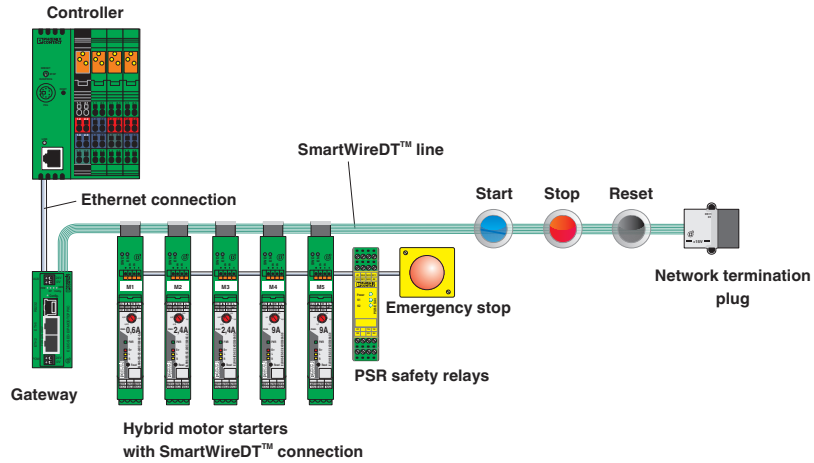 Controller
SmartWireDT™ line
Ethernet connection
Start
Stop
Reset
M1
M2
M3
M4
M5
0,6A
2,4A
2,4A
9A
9A
Emergency stop
Network termination
plug
PSR safety relays
Gateway
Hybrid motor starters
with SmartWireDT™ connection